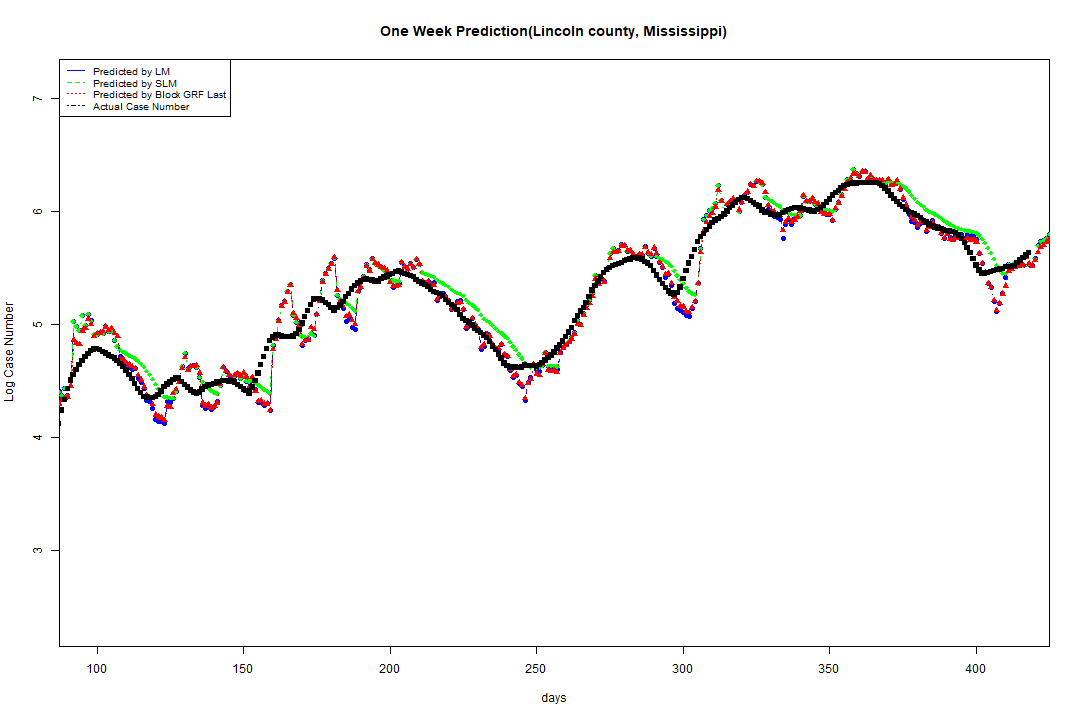 One Week Prediction(Lincoln county, Mississippi)
Predicted by LM
Predicted by SLM
Predicted by Block GRF Last
Actual Case Number
7
6
5
4
3
Log Case Number
100 150 200 250 300 350 400
days